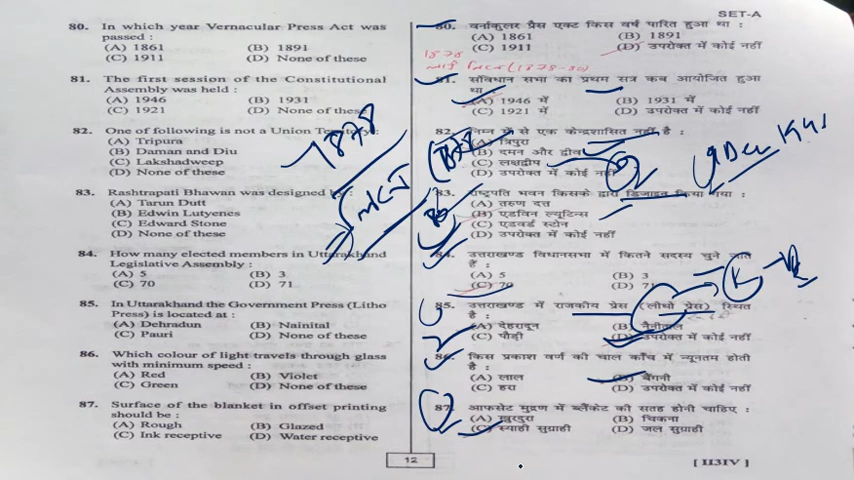 SET-A
80. In which year Vernacular Press Act was
passed :
(A) 1861 (B) 1891
(C) 1911 (D) None of these
81. The first session of the Constitutional
Assembly was held :
(A) 1946 (B) 1931
(C) 1921 (D) None of these
82. One of following is not a Union Territory :
(A) Tripura
(B) Daman and Diu
(C) Lakshadweep
(D) None of these
83. Rashtrapati Bhawan was designed by :
(A) Tarun Dutt
(B) Edwin Lutyenes
(C) Edward Stone
(D) None of these
84. How many elected members in Uttarakhand
Legislative Assembly :
(A) 5 (B) 3
(C) 70 (D) 71
85. In Uttarakhand the Government Press (Litho
Press) is located at :
(A) Dehradun (B) Nainital
(C) Pauri (D) None of these
86. Which colour of light travels through glass
with minimum speed :
(A) Red (B) Violet
(C) Green (D) None of these
87. Surface of the blanket in offset printing
should be :
(A) Rough (B) Glazed
(C) Ink receptive (D) Water receptive
1878
80. वर्नाकुलर प्रैस एक्ट किस वर्ष पारित हुआ था :
(A) 1861 (B) 1891
(C) 1911 (D) उपरोक्त में कोई नहीं
1878
(1878-80)
81. संविधान सभा का प्रथम सत्र कब आयोजित हुआ
था :
(A) 1946 में (B) 1931 में
(C) 1921 में (D) उपरोक्त में कोई नहीं
82. निम्न में से एक केन्द्रशासित नहीं है :
(A) त्रिपुरा
(B) दमन और द्वीव
(C) लक्षद्वीप
(D) उपरोक्त में कोई नहीं
9 Dec 194
83. राष्ट्रपति भवन किसके द्वारा डिजाइन किया गया :
(A) तरुण दत्त
(B) एडविन ल्यूटिन्स
(C) एडवर्ड स्टोन
(D) उपरोक्त में कोई नहीं
84. उत्तराखण्ड विधानसभा में कितने सदस्य चुने जाते
है :
(A) 5 (B) 3
(C) 70 (D) 71
85. उत्तराखण्ड में राजकीय प्रेस (लीथो प्रेस) स्थित
है :
(A) देहरादून (B) नैनीताल
(C) पौड़ी (D) उपरोक्त में कोई नहीं
86. किस प्रकाश वर्ण की चाल काँच में न्यूनतम होती
है :
(A) लाल (B) बैंगनी
(C) हरा (D) उपरोक्त में कोई नहीं
87. आफसेट मुद्रण में ब्लैंकेट की सतह होनी चाहिए :
(A) खुरदुरा (B) चिकना
(C) स्याही सुग्राही (D) जल सुग्राही
12
[ II3IV ]